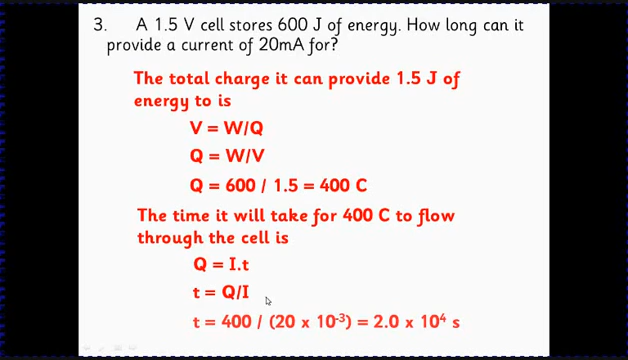 3. A 1.5 V cell stores 600 J of energy. How long can it
provide a current of 20mA for?
The total charge it can provide 1.5 J of
energy to is
V = W/Q
Q = W/V
Q = 600 / 1.5 = 400 C
The time it will take for 400 C to flow
through the cell is
Q = I.t
t = Q/I
t = 400 / (20 x 10⁻³) = 2.0 x 10⁴ s